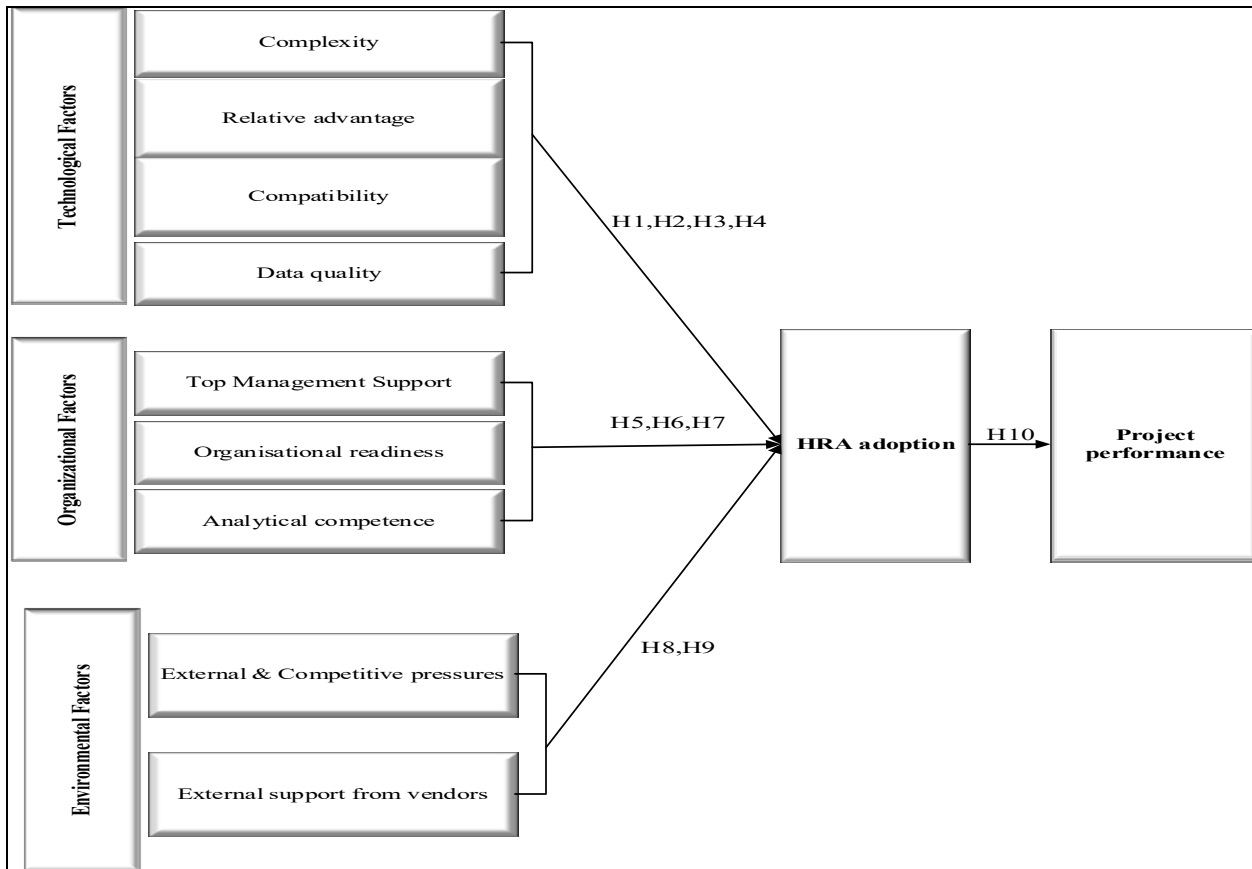 Technological Factors
Complexity
Relative advantage
Compatibility
Data quality
H1,H2,H3,H4
Organizational Factors
Top Management Support
Organisational readiness
Analytical competence
H5,H6,H7
HRA adoption
H10
Project
performance
Environmental Factors
External & Competitive pressures
External support from vendors
H8,H9